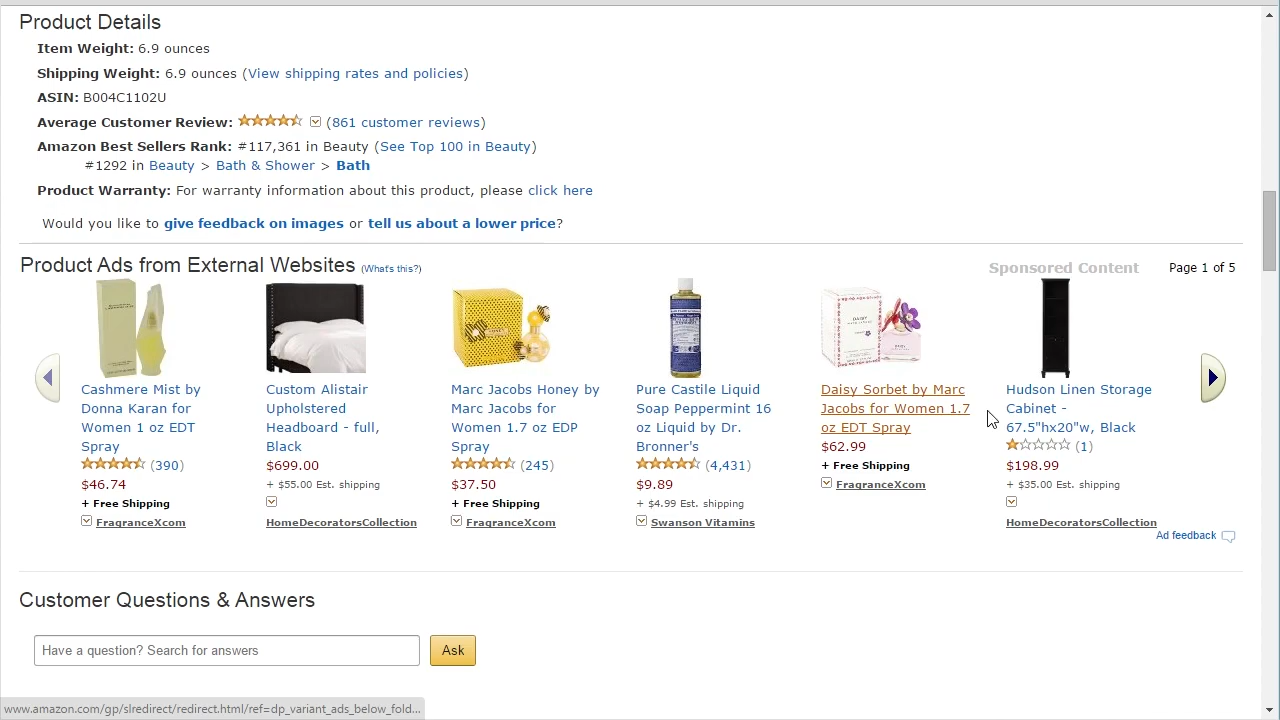 Product Details
Item Weight: 6.9 ounces
Shipping Weight: 6.9 ounces (View shipping rates and policies)
ASIN: B004C1102U
Average Customer Review: (861 customer reviews)
Amazon Best Sellers Rank: #117,361 in Beauty (See Top 100 in Beauty)
#1292 in Beauty > Bath & Shower > Bath
Product Warranty: For warranty information about this product, please click here
Would you like to give feedback on images or tell us about a lower price?
Product Ads from External Websites (What's this?)
Sponsored Content Page 1 of 5
Cashmere Mist by
Donna Karan for
Women 1 oz EDT
Spray
(390)
$46.74
+ Free Shipping
FragranceXcom
Custom Alistair
Upholstered
Headboard - full,
Black
$699.00
+ $55.00 Est. shipping
HomeDecoratorsCollection
Marc Jacobs Honey by
Marc Jacobs for
Women 1.7 oz EDP
Spray
(245)
$37.50
+ Free Shipping
FragranceXcom
Pure Castile Liquid
Soap Peppermint 16
oz Liquid by Dr.
Bronner's
(4,431)
$9.89
+ $4.99 Est. shipping
Swanson Vitamins
DAISY
Daisy Sorbet by Marc
Jacobs for Women 1.7
oz EDT Spray
$62.99
+ Free Shipping
FragranceXcom
Hudson Linen Storage
Cabinet -
67.5"hx20"w, Black
(1)
$198.99
+ $35.00 Est. shipping
HomeDecoratorsCollection
Ad feedback
Customer Questions & Answers
Have a question? Search for answers
Ask
www.amazon.com/gp/slredirect/redirect.html/ref=dp_variant_ads_below_fold...